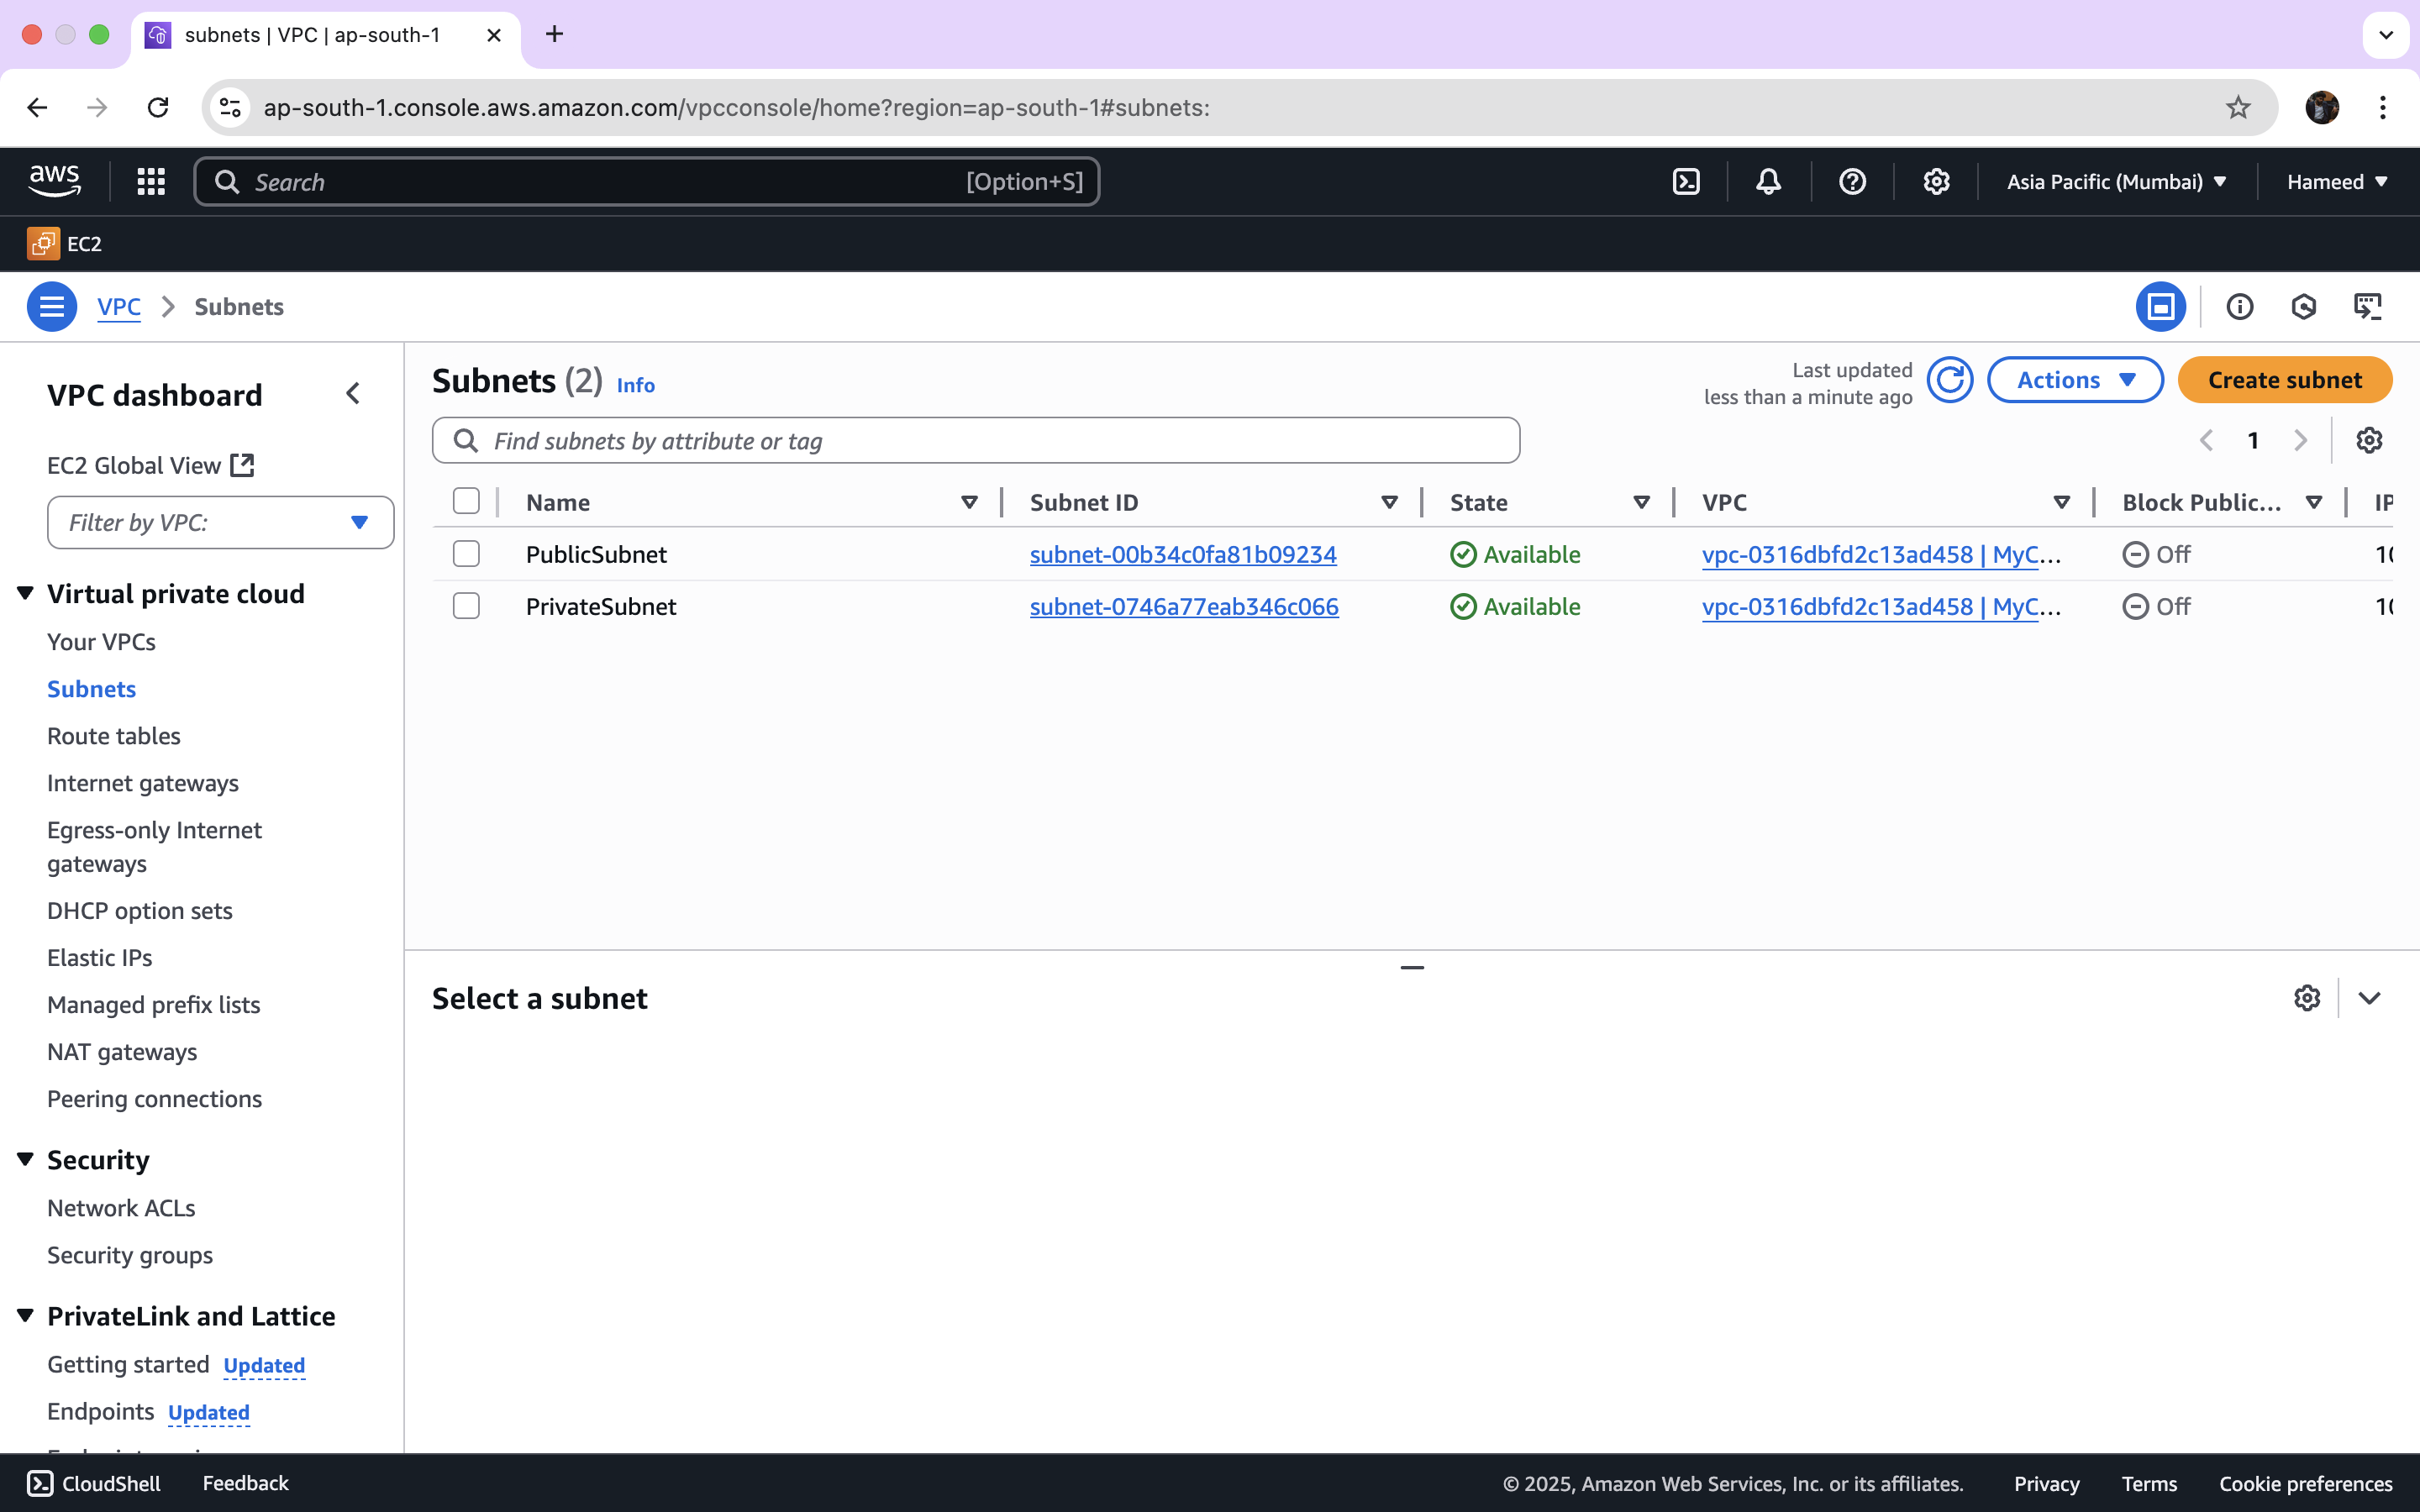 subnets | VPC | ap-south-1
ap-south-1.console.aws.amazon.com/vpcconsole/home?region=ap-south-1#subnets:
aws
Search
[Option+S]
Asia Pacific (Mumbai)
Hameed
EC2
VPC
Subnets
VPC dashboard
EC2 Global View
Filter by VPC:
Virtual private cloud
Your VPCs
Subnets
Route tables
Internet gateways
Egress-only Internet
gateways
DHCP option sets
Elastic IPs
Managed prefix lists
NAT gateways
Peering connections
Security
Network ACLs
Security groups
PrivateLink and Lattice
Getting started Updated
Endpoints Updated
Subnets (2) Info
Last updated
less than a minute ago
Actions
Create subnet
Find subnets by attribute or tag
1
Name Subnet ID State VPC Block Public... IP
PublicSubnet subnet-00b34c0fa81b09234 Available vpc-0316dbfd2c13ad458 | MyC... Off
PrivateSubnet subnet-0746a77eab346c066 Available vpc-0316dbfd2c13ad458 | MyC... Off
Select a subnet
CloudShell
Feedback
© 2025, Amazon Web Services, Inc. or its affiliates.
Privacy
Terms
Cookie preferences